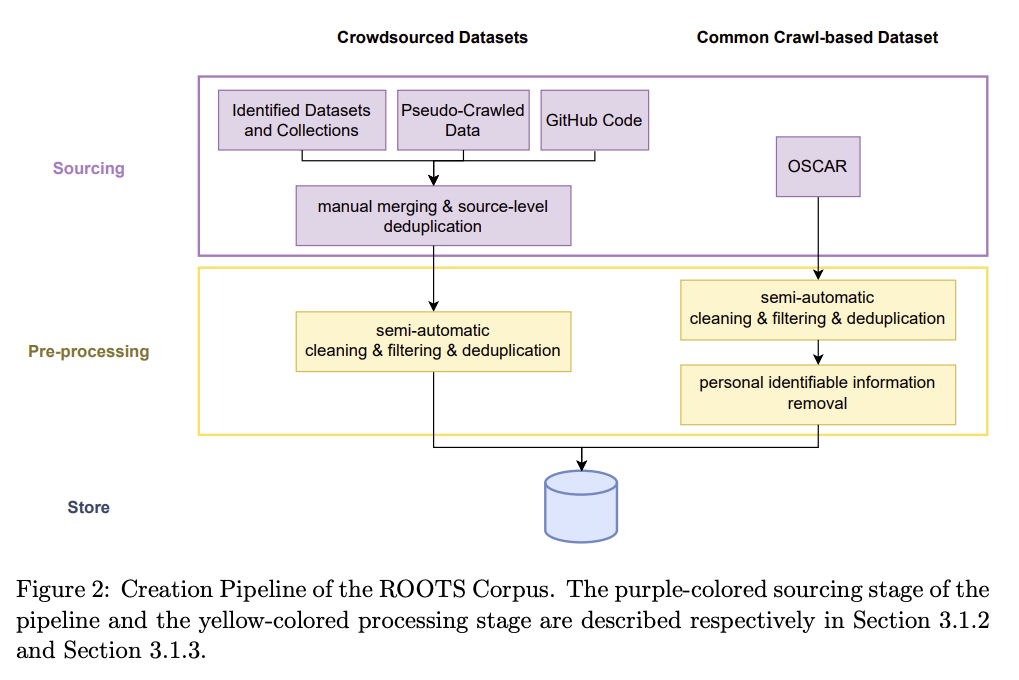 Crowdsourced Datasets
Common Crawl-based Dataset
Sourcing
Identified Datasets
and Collections
Pseudo-Crawled
Data
GitHub Code
OSCAR
manual merging & source-level
deduplication
Pre-processing
semi-automatic
cleaning & filtering & deduplication
semi-automatic
cleaning & filtering & deduplication
personal identifiable information
removal
Store
Figure 2: Creation Pipeline of the ROOTS Corpus. The purple-colored sourcing stage of the
pipeline and the yellow-colored processing stage are described respectively in Section 3.1.2
and Section 3.1.3.